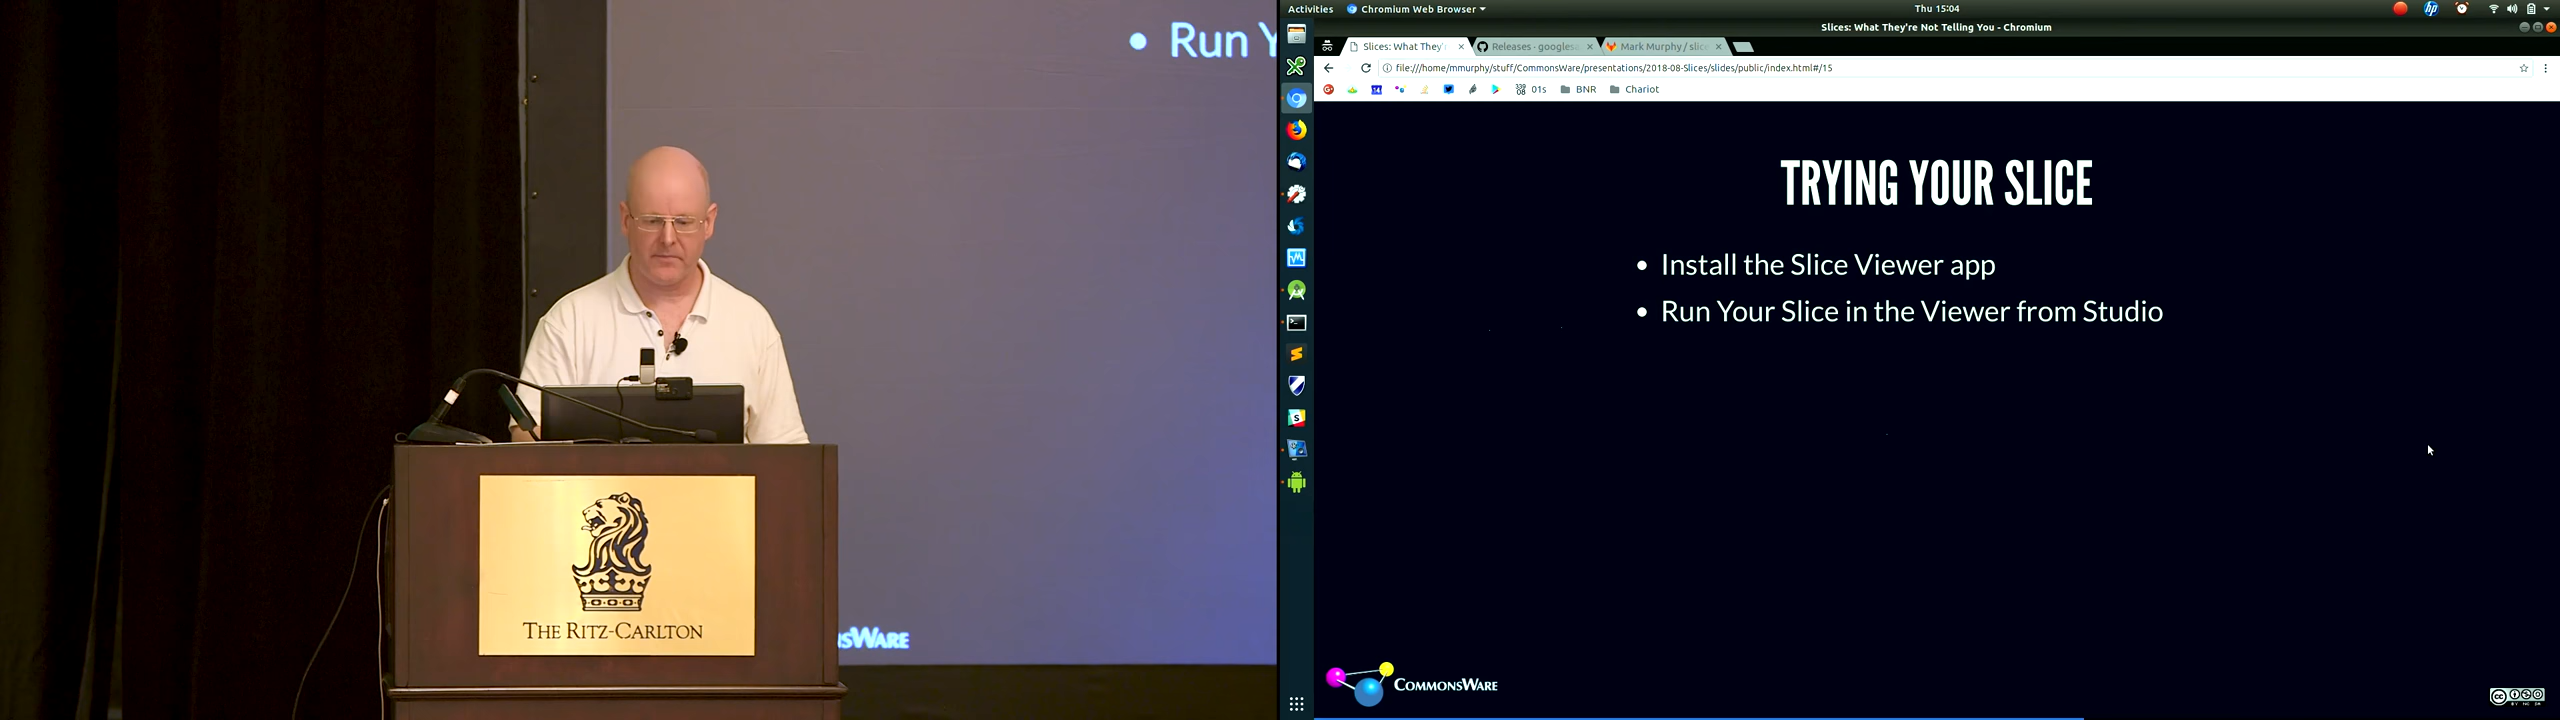 Run Y
THE RITZ-CARLTON
NSWARE
Activities
Chromium Web Browser
Thu 15:04
Slices: What They're Not Telling You - Chromium
Slices: What They'
Releases · googlesa
Mark Murphy / slice
file:///home/mmurphy/stuff/CommonsWare/presentations/2018-08-Slices/slides/public/index.html#/15
01s
BNR
Chariot
TRYING YOUR SLICE
• Install the Slice Viewer app
• Run Your Slice in the Viewer from Studio
COMMONSWARE